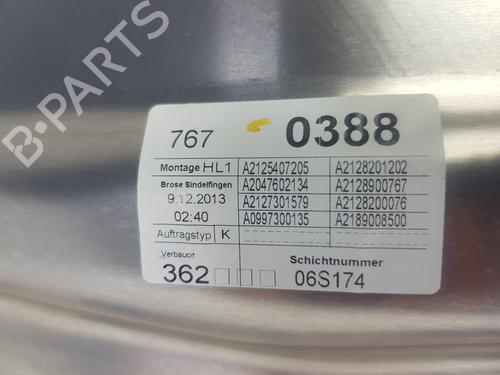 B-PARTS
767 0388
Montage HL1 A2125407205 A2128201202
Brose Sindelfingen A2047602134 A2128900767
9.12.2013 A2127301579 A2128200076
02:40 A0997300135 A2189008500
Auftragstyp K
Verbauort Schichtnummer
362 06S174